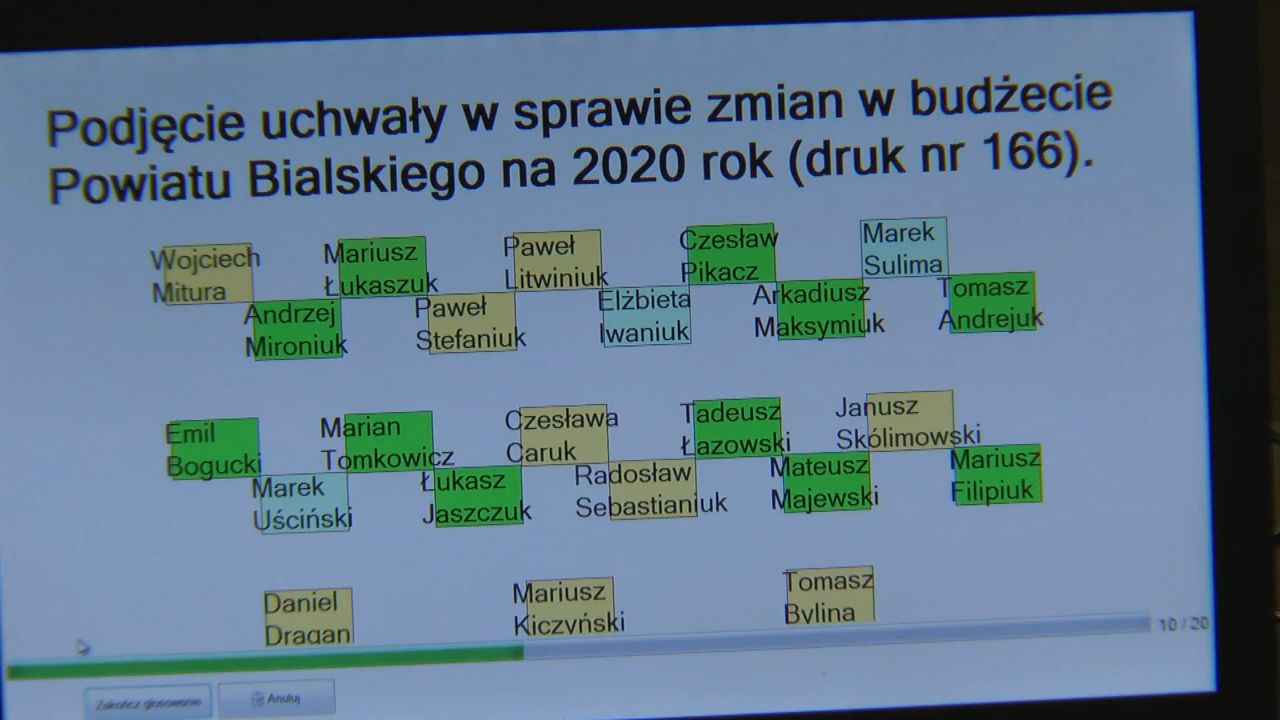 Podjęcie uchwały w sprawie zmian w budżecie
Powiatu Bialskiego na 2020 rok (druk nr 166).
Wojciech
Mitura
Mariusz
Łukaszuk
Paweł
Litwiniuk
Czesław
Pikacz
Marek
Sulima
Andrzej
Mironiuk
Paweł
Stefaniuk
Elżbieta
Iwaniuk
Arkadiusz
Maksymiuk
Tomasz
Andrejuk
Emil
Bogucki
Marian
Tomkowicz
Czesława
Caruk
Tadeusz
Łazowski
Janusz
Skólimowski
Marek
Uściński
Łukasz
Jaszczuk
Radosław
Sebastianiuk
Mateusz
Majewski
Mariusz
Filipiuk
Daniel
Dragan
Mariusz
Kiczyński
Tomasz
Bylina
10 / 20
Zakończ głosowanie
Anuluj